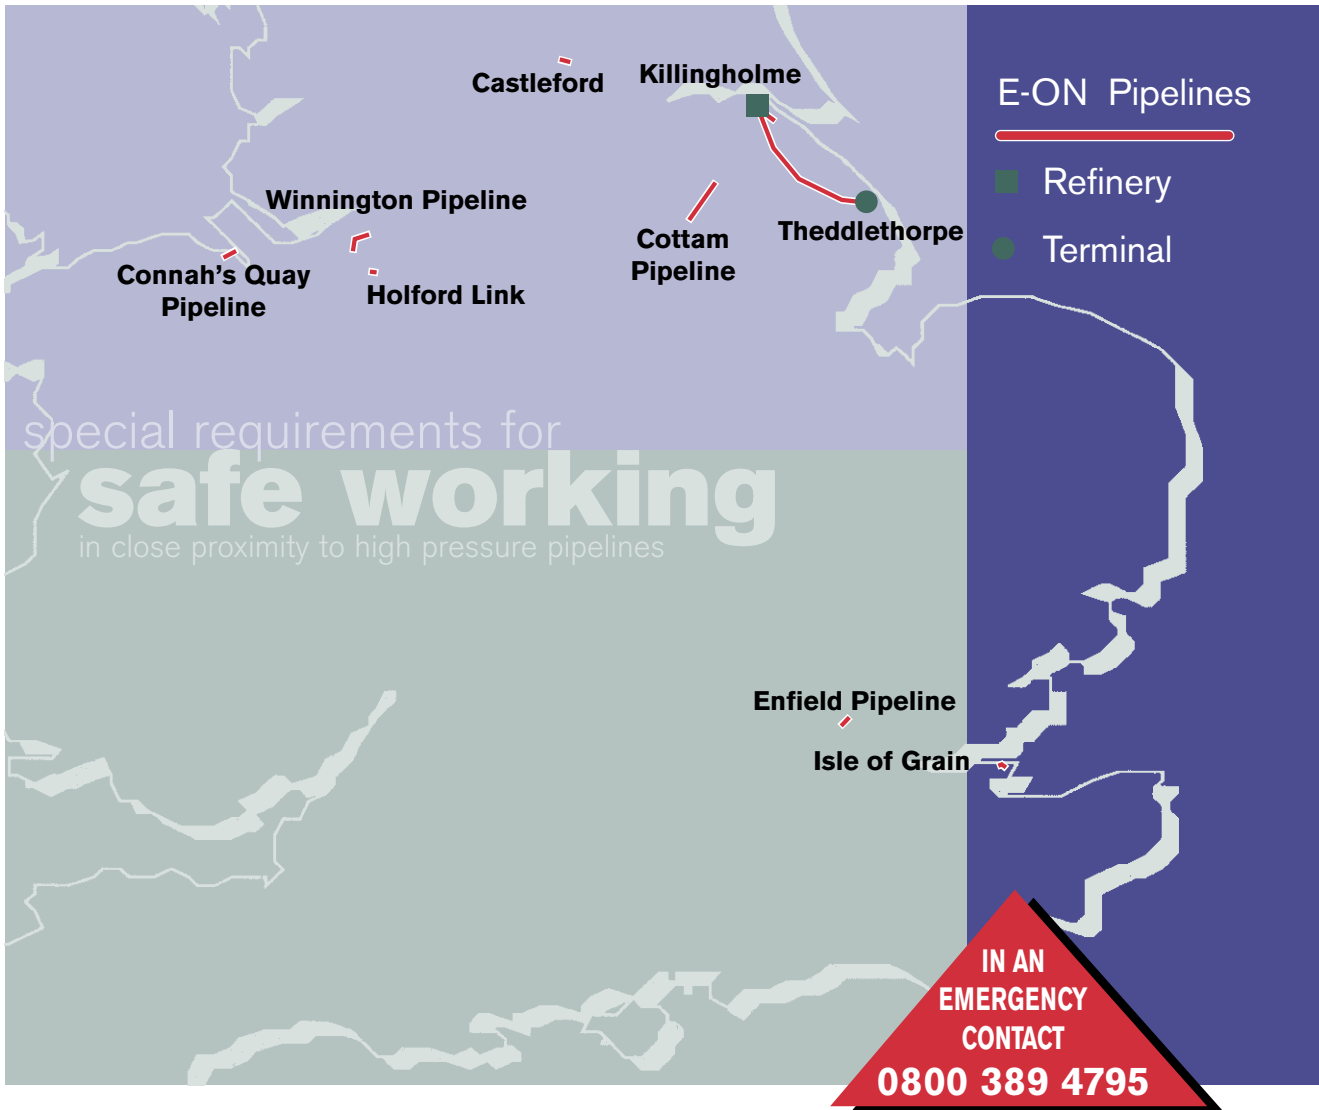 Castleford
Killingholme
E-ON Pipelines
Refinery
Winnington Pipeline
Cottam
Pipeline
Theddlethorpe
Terminal
Connah's Quay
Pipeline
Holford Link
special requirements for
safe working
in close proximity to high pressure pipelines
Enfield Pipeline
Isle of Grain
IN AN
EMERGENCY
CONTACT
0800 389 4795